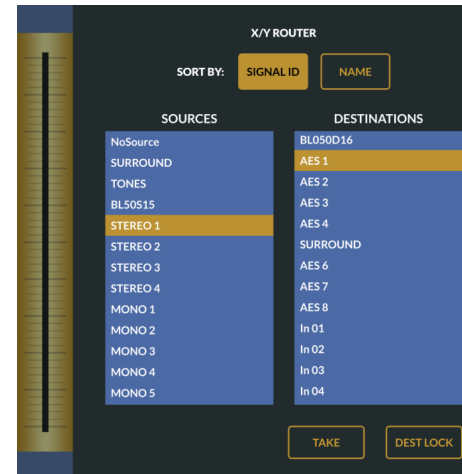 X/Y ROUTER
SORT BY: SIGNAL ID NAME
SOURCES
NoSource
SURROUND
TONES
BL50S15
STEREO 1
STEREO 2
STEREO 3
STEREO 4
MONO 1
MONO 2
MONO 3
MONO 4
MONO 5
DESTINATIONS
BL050D16
AES 1
AES 2
AES 3
AES 4
SURROUND
AES 6
AES 7
AES 8
In 01
In 02
In 03
In 04
TAKE DEST LOCK